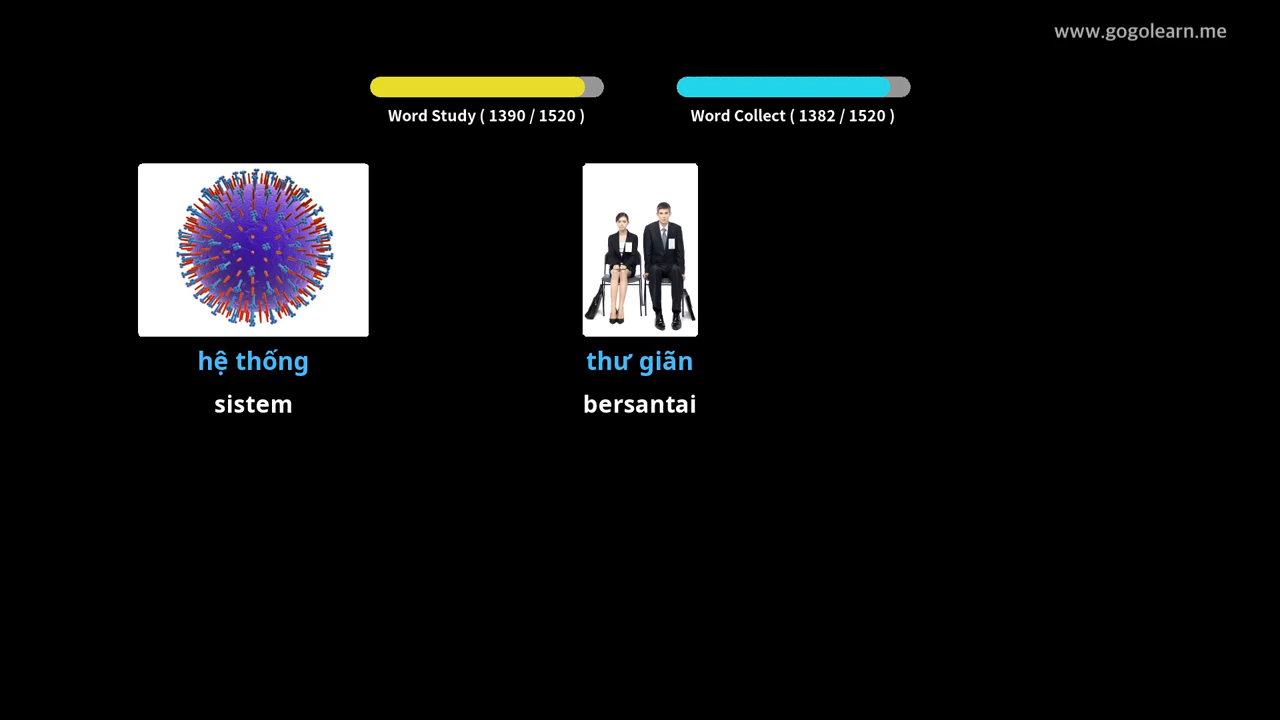 www.gogolearn.me
Word Study ( 1390 / 1520 )
Word Collect ( 1382 / 1520 )
hệ thống
thư giãn
sistem
bersantai